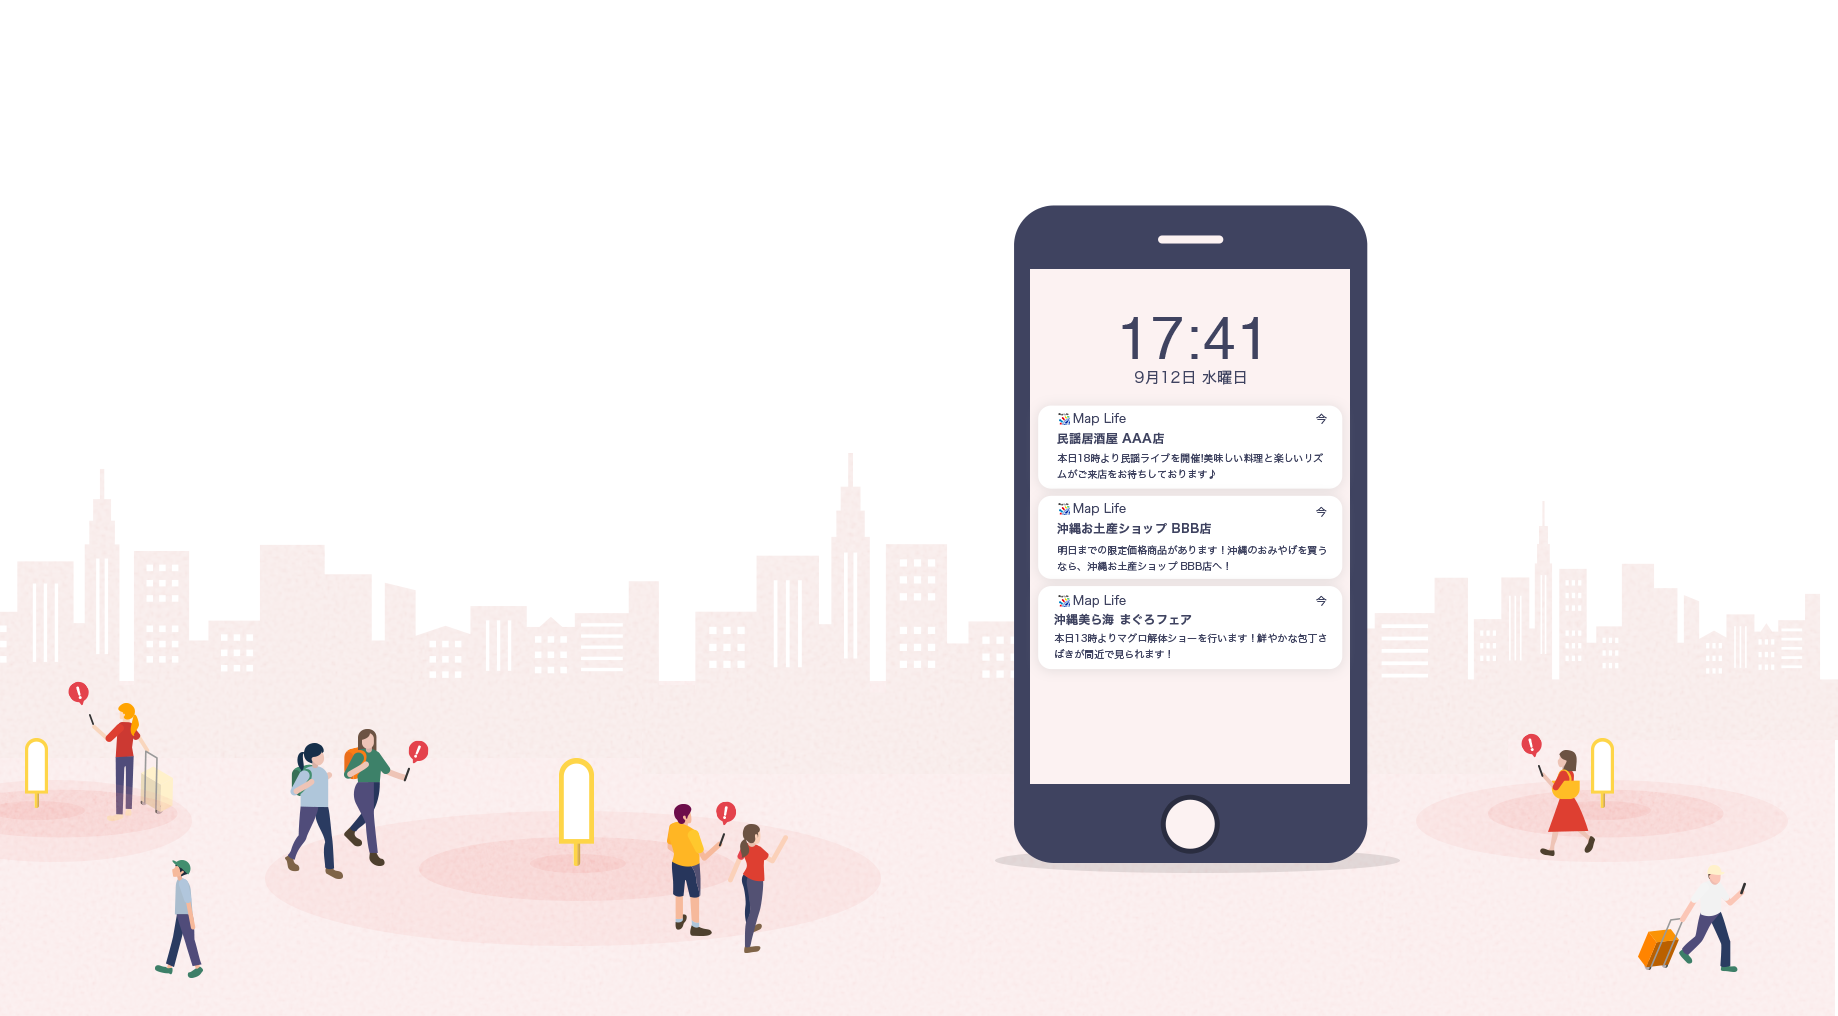 17:41
9月12日 水曜日
Map Life 今
民謡居酒屋 AAA店
本日18時より民謡ライブを開催!美味しい料理と楽しいリズ
ムがご来店をお待ちしております♪
Map Life 今
沖縄お土産ショップ BBB店
明日までの限定価格商品があります！沖縄のおみやげを買う
なら、沖縄お土産ショップ BBB店へ！
Map Life 今
沖縄美ら海 まぐろフェア
本日13時よりマグロ解体ショーを行います！鮮やかな包丁さ
ばきが間近で見られます！